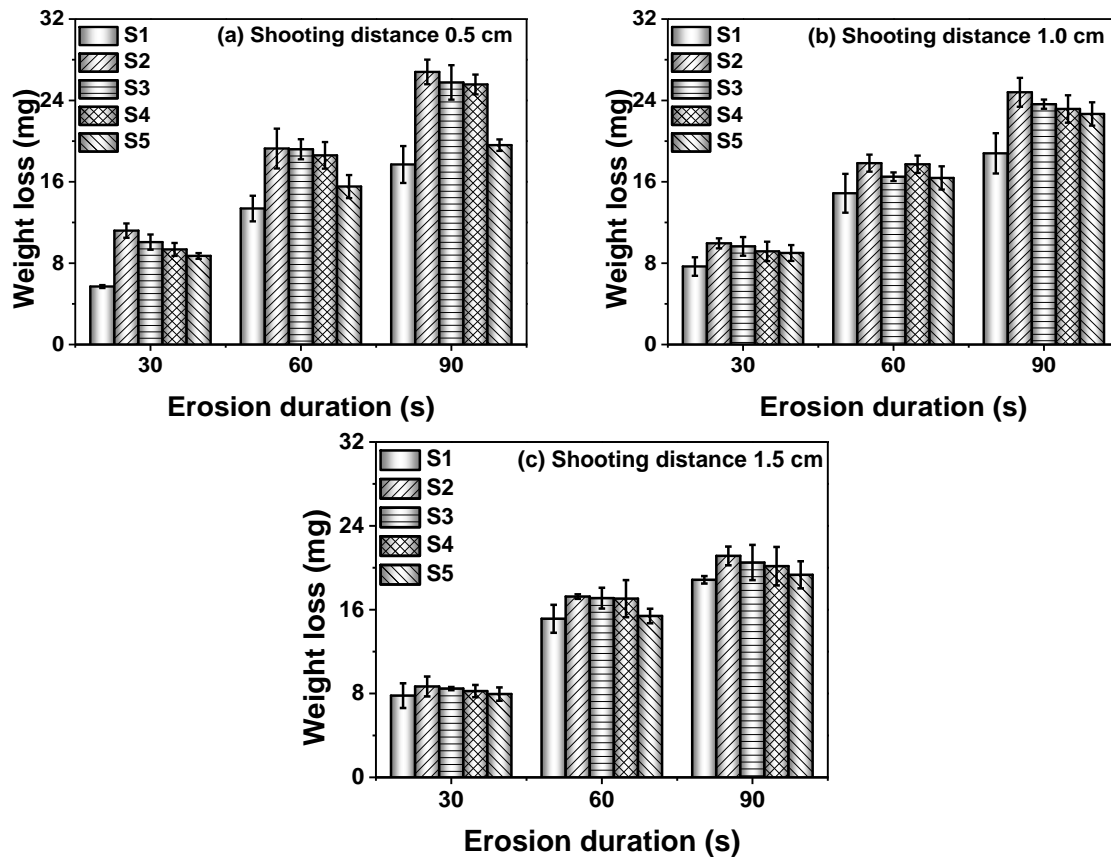 (a) Shooting distance 0.5 cm
S1
S2
S3
S4
S5
Weight loss (mg)
32
24
16
8
0
30 60 90
Erosion duration (s)
(b) Shooting distance 1.0 cm
S1
S2
S3
S4
S5
Weight loss (mg)
32
24
16
8
0
30 60 90
Erosion duration (s)
(c) Shooting distance 1.5 cm
S1
S2
S3
S4
S5
Weight loss (mg)
32
24
16
8
0
30 60 90
Erosion duration (s)